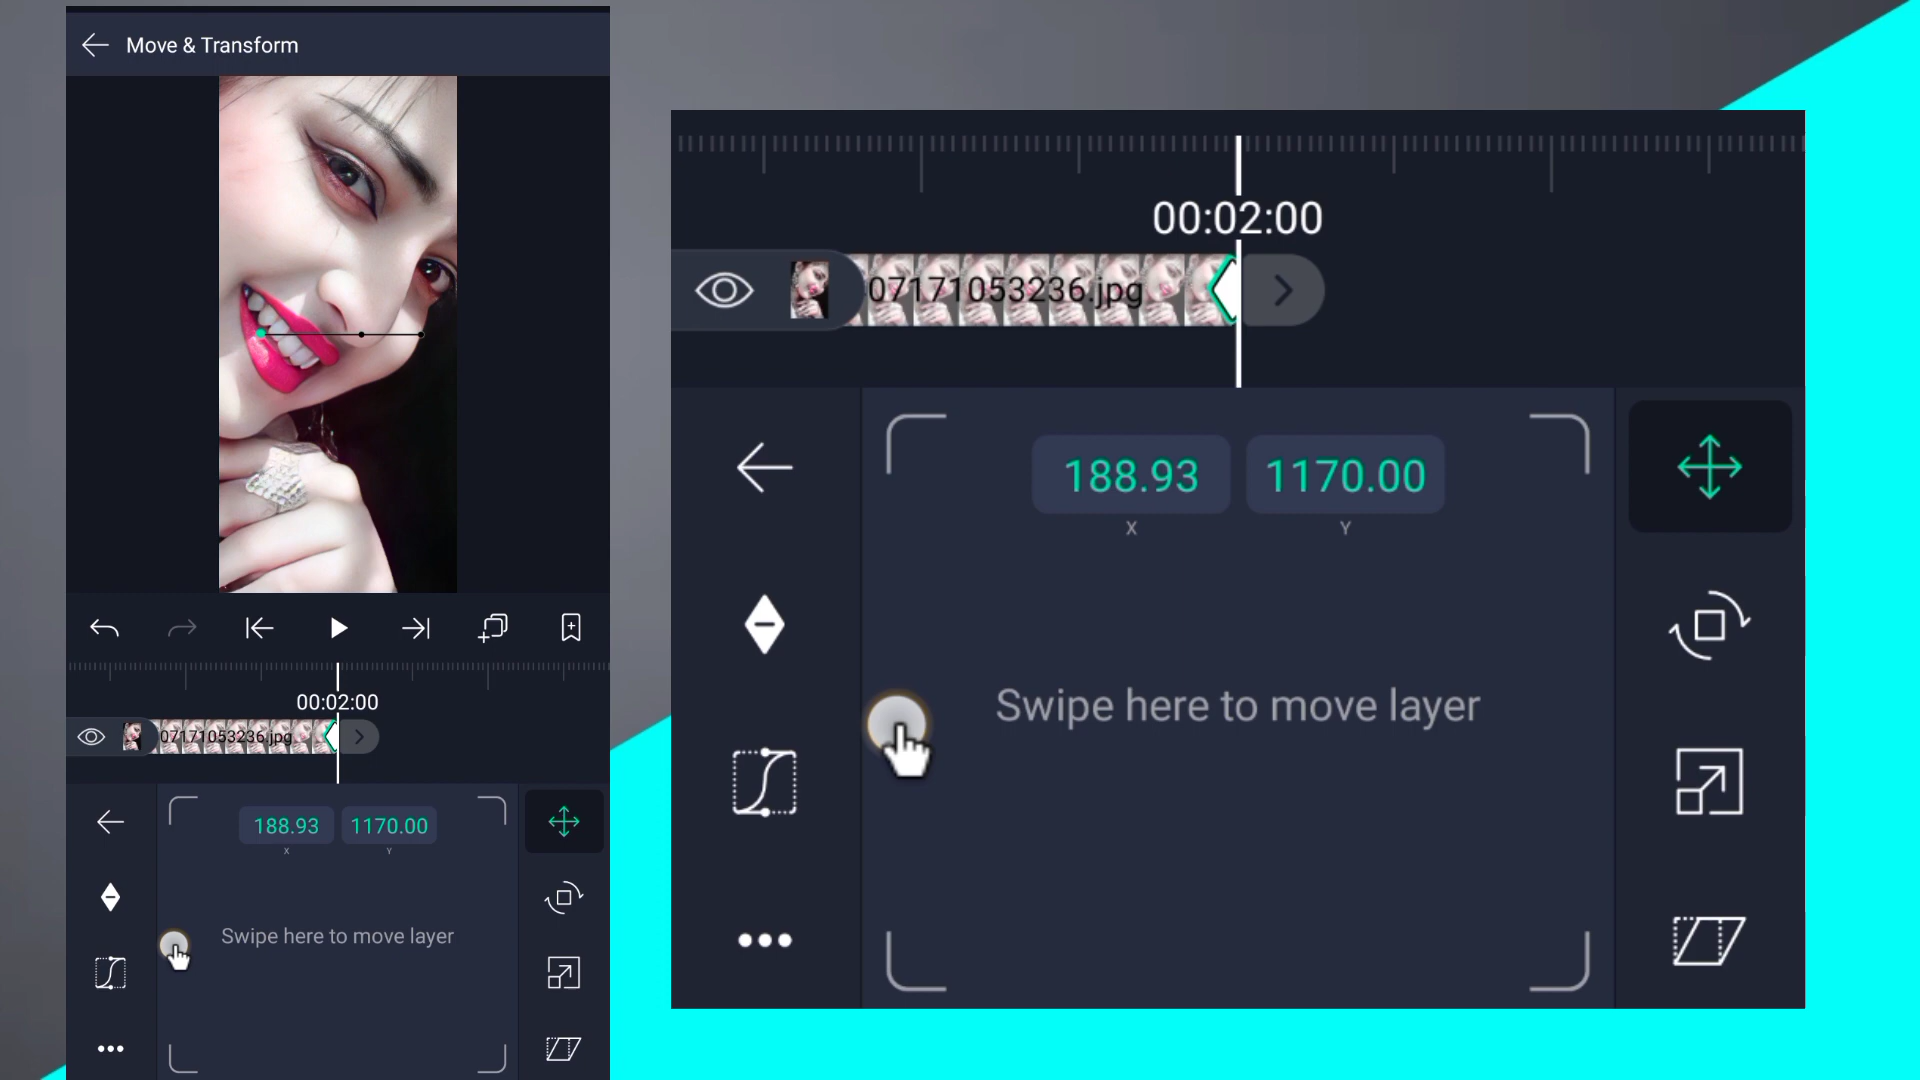 Move & Transform
00:02:00
07171053236.jpg
188.93 1170.00
X Y
Swipe here to move layer
00:02:00
07171053236.jpg
188.93 1170.00
X Y
Swipe here to move layer